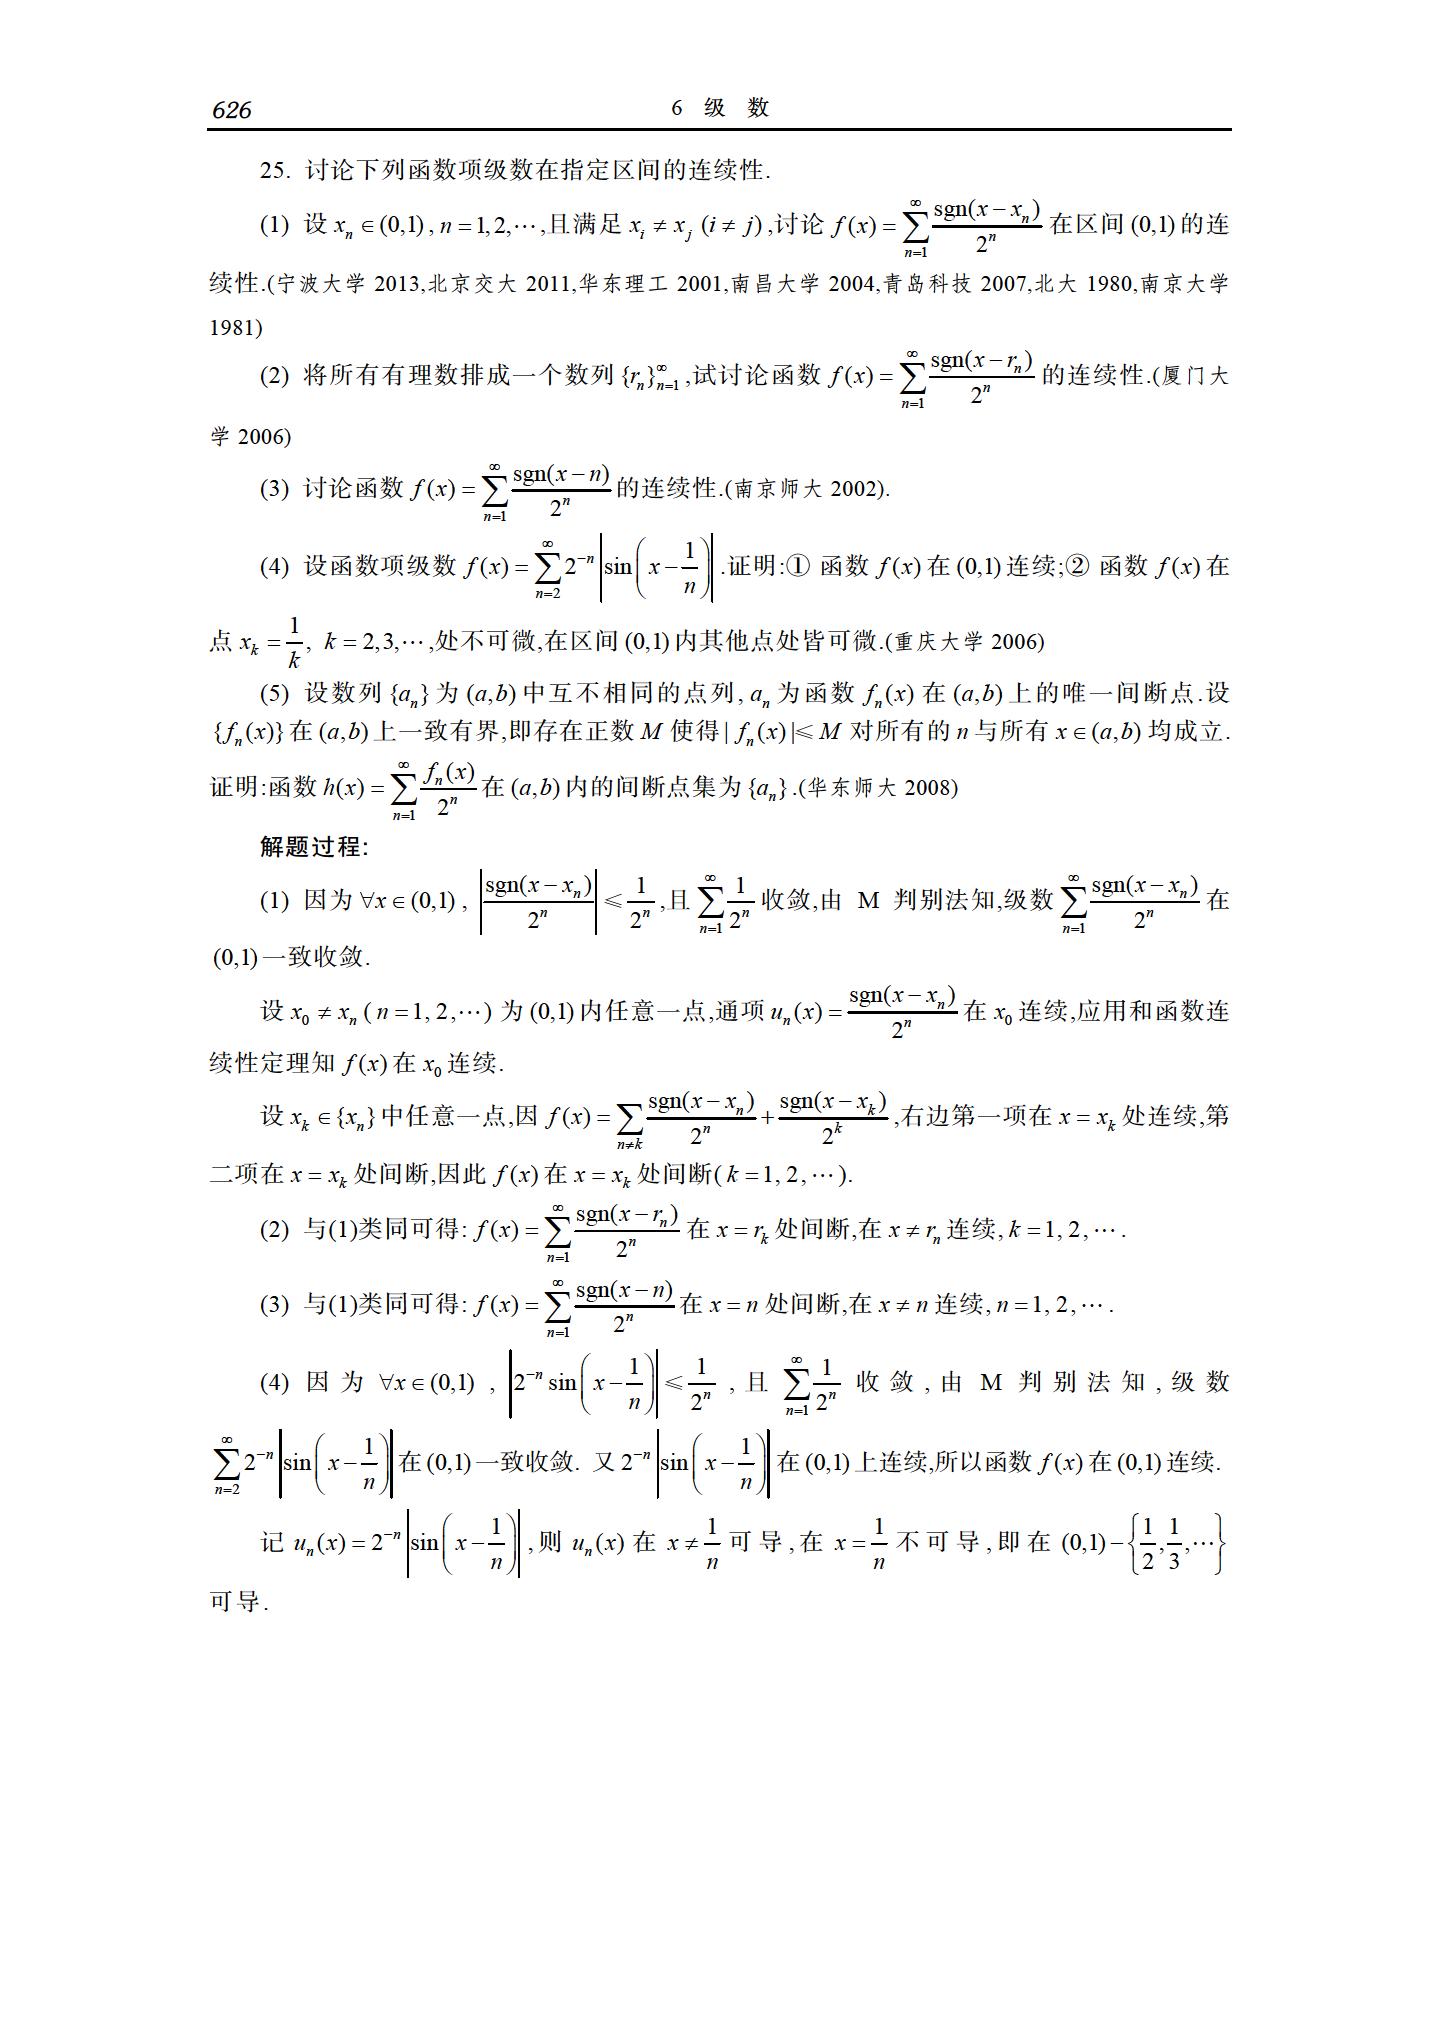 626 6 级 数
25. 讨论下列函数项级数在指定区间的连续性.
(1) 设 $x_n \in (0,1)$, $n=1,2,\cdots$,且满足 $x_i \neq x_j$ $(i \neq j)$,讨论 $f(x)=\sum_{n=1}^{\infty}\frac{\text{sgn}(x-x_n)}{2^n}$ 在区间 $(0,1)$ 的连
续性.(宁波大学 2013,北京交大 2011,华东理工 2001,南昌大学 2004,青岛科技 2007,北大 1980,南京大学
1981)
(2) 将所有有理数排成一个数列 $\{r_n\}_{n=1}^{\infty}$,试讨论函数 $f(x)=\sum_{n=1}^{\infty}\frac{\text{sgn}(x-r_n)}{2^n}$ 的连续性.(厦门大
学 2006)
(3) 讨论函数 $f(x)=\sum_{n=1}^{\infty}\frac{\text{sgn}(x-n)}{2^n}$ 的连续性.(南京师大 2002).
(4) 设函数项级数 $f(x)=\sum_{n=2}^{\infty}2^{-n}\left|\sin\left(x-\frac{1}{n}\right)\right|$.证明:① 函数 $f(x)$ 在 $(0,1)$ 连续;② 函数 $f(x)$ 在
点 $x_k=\frac{1}{k}$, $k=2,3,\cdots$,处不可微,在区间 $(0,1)$ 内其他点处皆可微.(重庆大学 2006)
(5) 设数列 $\{a_n\}$ 为 $(a,b)$ 中互不相同的点列, $a_n$ 为函数 $f_n(x)$ 在 $(a,b)$ 上的唯一间断点.设
$\{f_n(x)\}$ 在 $(a,b)$ 上一致有界,即存在正数 $M$ 使得 $|f_n(x)|\leqslant M$ 对所有的 $n$ 与所有 $x\in(a,b)$ 均成立.
证明:函数 $h(x)=\sum_{n=1}^{\infty}\frac{f_n(x)}{2^n}$ 在 $(a,b)$ 内的间断点集为 $\{a_n\}$.(华东师大 2008)
解题过程:
(1) 因为 $\forall x\in(0,1)$, $\left|\frac{\text{sgn}(x-x_n)}{2^n}\right|\leqslant\frac{1}{2^n}$,且 $\sum_{n=1}^{\infty}\frac{1}{2^n}$ 收敛,由 M 判别法知,级数 $\sum_{n=1}^{\infty}\frac{\text{sgn}(x-x_n)}{2^n}$ 在
$(0,1)$ 一致收敛.
设 $x_0\neq x_n$ ( $n=1,2,\cdots$) 为 $(0,1)$ 内任意一点,通项 $u_n(x)=\frac{\text{sgn}(x-x_n)}{2^n}$ 在 $x_0$ 连续,应用和函数连
续性定理知 $f(x)$ 在 $x_0$ 连续.
设 $x_k\in\{x_n\}$ 中任意一点,因 $f(x)=\sum_{n\neq k}\frac{\text{sgn}(x-x_n)}{2^n}+\frac{\text{sgn}(x-x_k)}{2^k}$,右边第一项在 $x=x_k$ 处连续,第
二项在 $x=x_k$ 处间断,因此 $f(x)$ 在 $x=x_k$ 处间断( $k=1,2,\cdots$).
(2) 与(1)类同可得: $f(x)=\sum_{n=1}^{\infty}\frac{\text{sgn}(x-r_n)}{2^n}$ 在 $x=r_k$ 处间断,在 $x\neq r_n$ 连续, $k=1,2,\cdots$.
(3) 与(1)类同可得: $f(x)=\sum_{n=1}^{\infty}\frac{\text{sgn}(x-n)}{2^n}$ 在 $x=n$ 处间断,在 $x\neq n$ 连续, $n=1,2,\cdots$.
(4) 因为 $\forall x\in(0,1)$, $\left|2^{-n}\sin\left(x-\frac{1}{n}\right)\right|\leqslant\frac{1}{2^n}$,且 $\sum_{n=1}^{\infty}\frac{1}{2^n}$ 收敛,由 M 判别法知,级数
$\sum_{n=2}^{\infty}2^{-n}\left|\sin\left(x-\frac{1}{n}\right)\right|$ 在 $(0,1)$ 一致收敛. 又 $2^{-n}\left|\sin\left(x-\frac{1}{n}\right)\right|$ 在 $(0,1)$ 上连续,所以函数 $f(x)$ 在 $(0,1)$ 连续.
记 $u_n(x)=2^{-n}\left|\sin\left(x-\frac{1}{n}\right)\right|$,则 $u_n(x)$ 在 $x\neq\frac{1}{n}$ 可导,在 $x=\frac{1}{n}$ 不可导,即在 $(0,1)-\left\{\frac{1}{2},\frac{1}{3},\cdots\right\}$
可导.